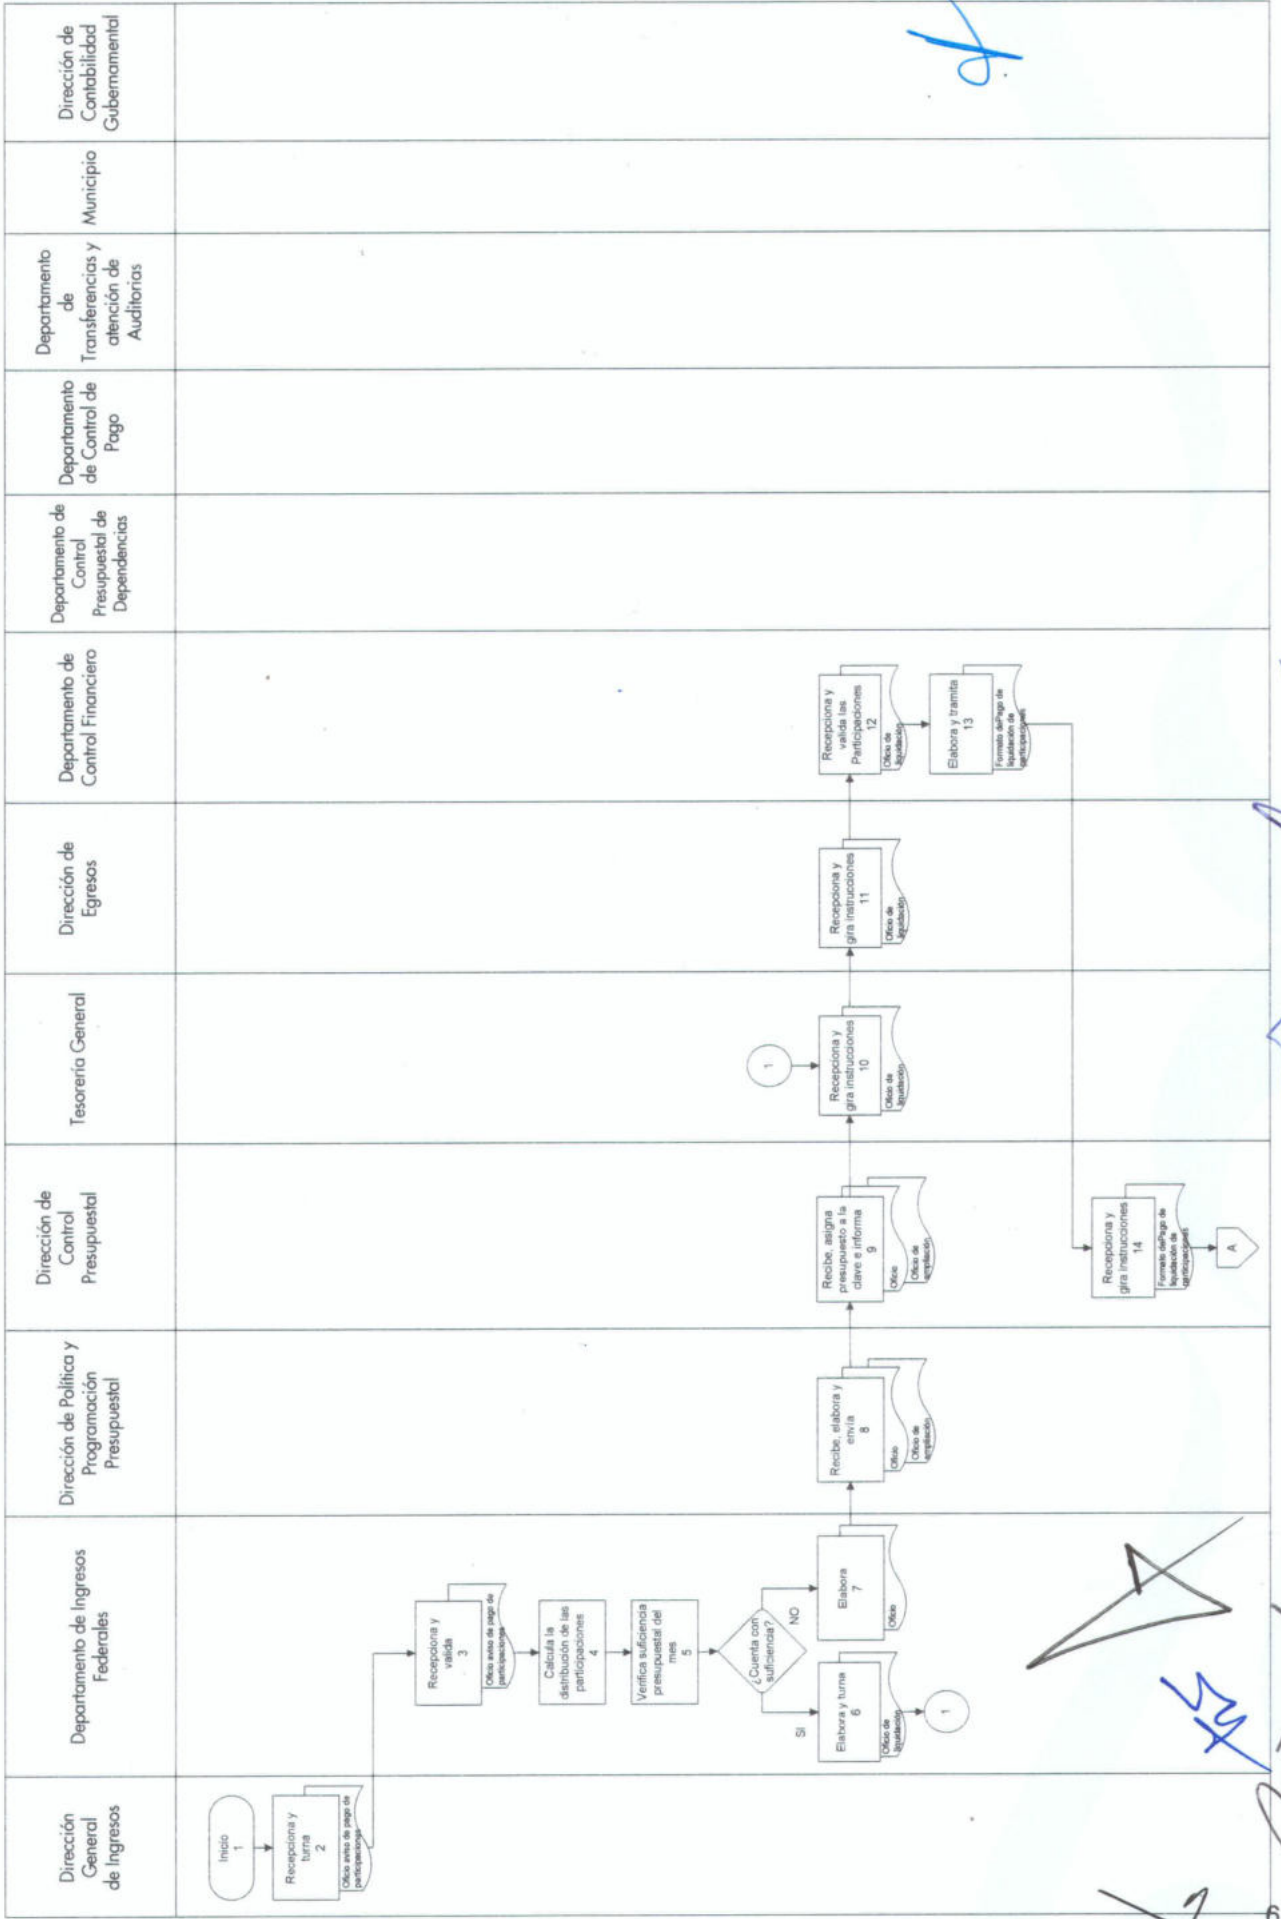 Dirección
General
de Ingresos
Departamento de Ingresos
Federales
Dirección de Política y
Programación
Presupuestal
Dirección de
Control
Presupuestal
Tesorería General
Dirección de
Egresos
Departamento de
Control Financiero
Departamento de
Control
Presupuestal de
Dependencias
Departamento
de Control de
Pago
Departamento
de
Transferencias y
atención de
Auditorias
Municipio
Dirección de
Contabilidad
Gubernamental
Inicio
1
Recepciona y
turna
2
Oficio aviso de pago de
participaciones
Recepciona y
valida
3
Oficio aviso de pago de
participaciones
Calcula la
distribución de las
participaciones
4
Verifica suficiencia
presupuestal del
mes
5
¿Cuenta con
suficiencia?
SI
NO
Elabora y turna
6
Oficio de
liquidación
1
Elabora
7
Oficio
Recibe, elabora y
envía
8
Oficio
Oficio de
ampliación
Recibe, asigna
presupuesto a la
clave e informa
9
Oficio
Oficio de
ampliación
1
Recepciona y
gira instrucciones
10
Oficio de
liquidación
Recepciona y
gira instrucciones
11
Oficio de
liquidación
Recepciona y
valida las
Participaciones
12
Oficio de
liquidación
Elabora y tramita
13
Formato dePago de
liquidación de
participaciones
Recepciona y
gira instrucciones
14
Formato dePago de
liquidación de
participaciones
A